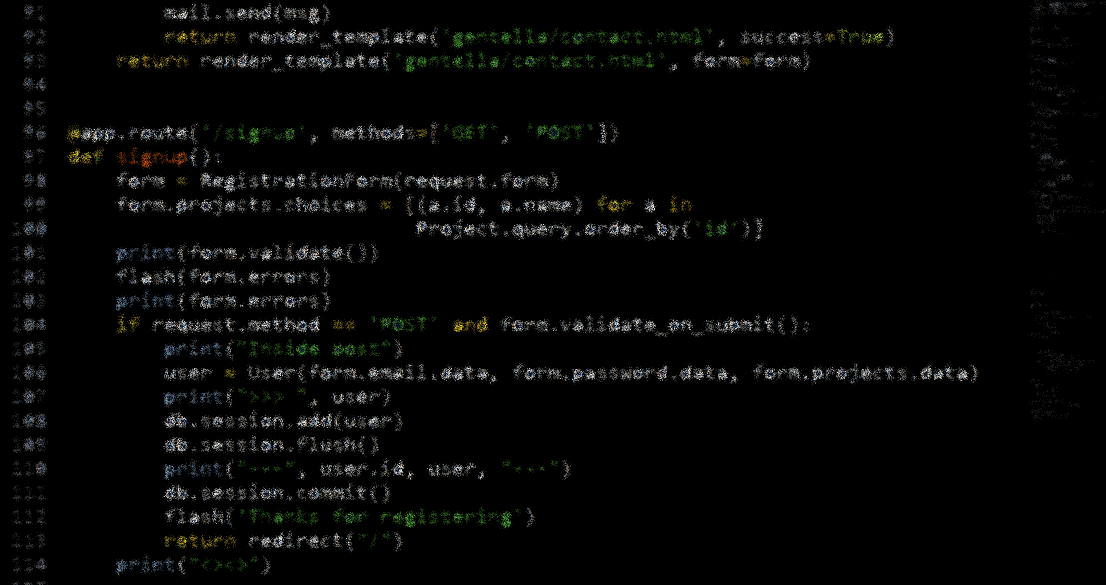 91 mail.send(msg)
92 return render_template('gentella/contact.html', success=True)
93 return render_template('gentella/contact.html', form=form)
94
95
96 @app.route('/signup', methods=['GET', 'POST'])
97 def signup():
98 form = RegistrationForm(request.form)
99 form.projects.choices = [(a.id, a.name) for a in
100 Project.query.order_by('id')]
101 print(form.validate())
102 flash(form.errors)
103 print(form.errors)
104 if request.method == 'POST' and form.validate_on_submit():
105 print("Inside post")
106 user = User(form.email.data, form.password.data, form.projects.data)
107 print(">>> ", user)
108 db.session.add(user)
109 db.session.flush()
110 print("---", user.id, user, "---")
111 db.session.commit()
112 flash('Thanks for registering')
113 return redirect("/")
114 print("<><>")